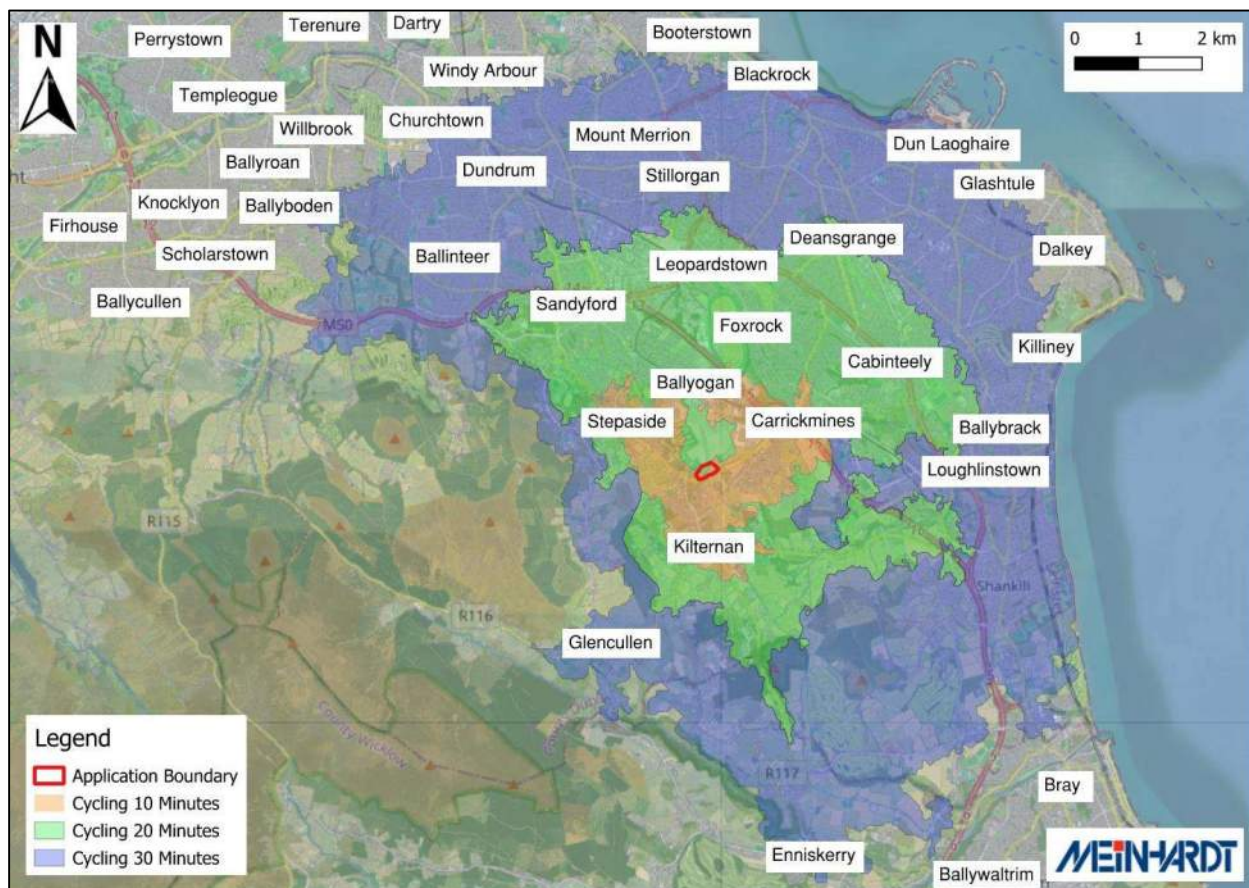 N
Perrystown
Terenure
Dartry
Booterstown
0 1 2 km
Windy Arbour
Blackrock
Templeogue
Willbrook
Churchtown
Mount Merrion
Dun Laoghaire
Ballyroan
Dundrum
Stillorgan
Glashtule
Knocklyon
Ballyboden
Firhouse
Scholarstown
Ballinteer
Deansgrange
Dalkey
Leopardstown
Ballycullen
Sandyford
M50
Foxrock
Killiney
Cabinteely
Ballyogan
Stepaside
Carrickmines
Ballybrack
Loughlinstown
R115
Kilternan
Shankill
R116
Glencullen
County Wicklow
R117
Bray
Enniskerry
Ballywaltrim
Legend
Application Boundary
Cycling 10 Minutes
Cycling 20 Minutes
Cycling 30 Minutes
MEINHARDT